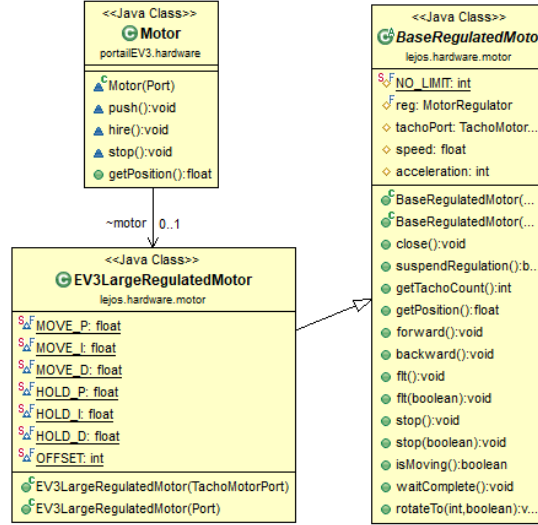 <<Java Class>>
Motor
portailEV3.hardware
Motor(Port)
push():void
hire():void
stop():void
getPosition():float
~motor 0..1
<<Java Class>>
EV3LargeRegulatedMotor
lejos.hardware.motor
MOVE_P: float
MOVE_I: float
MOVE_D: float
HOLD_P: float
HOLD_I: float
HOLD_D: float
OFFSET: int
EV3LargeRegulatedMotor(TachoMotorPort)
EV3LargeRegulatedMotor(Port)
<<Java Class>>
BaseRegulatedMoto
lejos.hardware.motor
NO_LIMIT: int
reg: MotorRegulator
tachoPort: TachoMotor...
speed: float
acceleration: int
BaseRegulatedMotor(...
BaseRegulatedMotor(...
close():void
suspendRegulation():b...
getTachoCount():int
getPosition():float
forward():void
backward():void
flt():void
flt(boolean):void
stop():void
stop(boolean):void
isMoving():boolean
waitComplete():void
rotateTo(int,boolean):v...